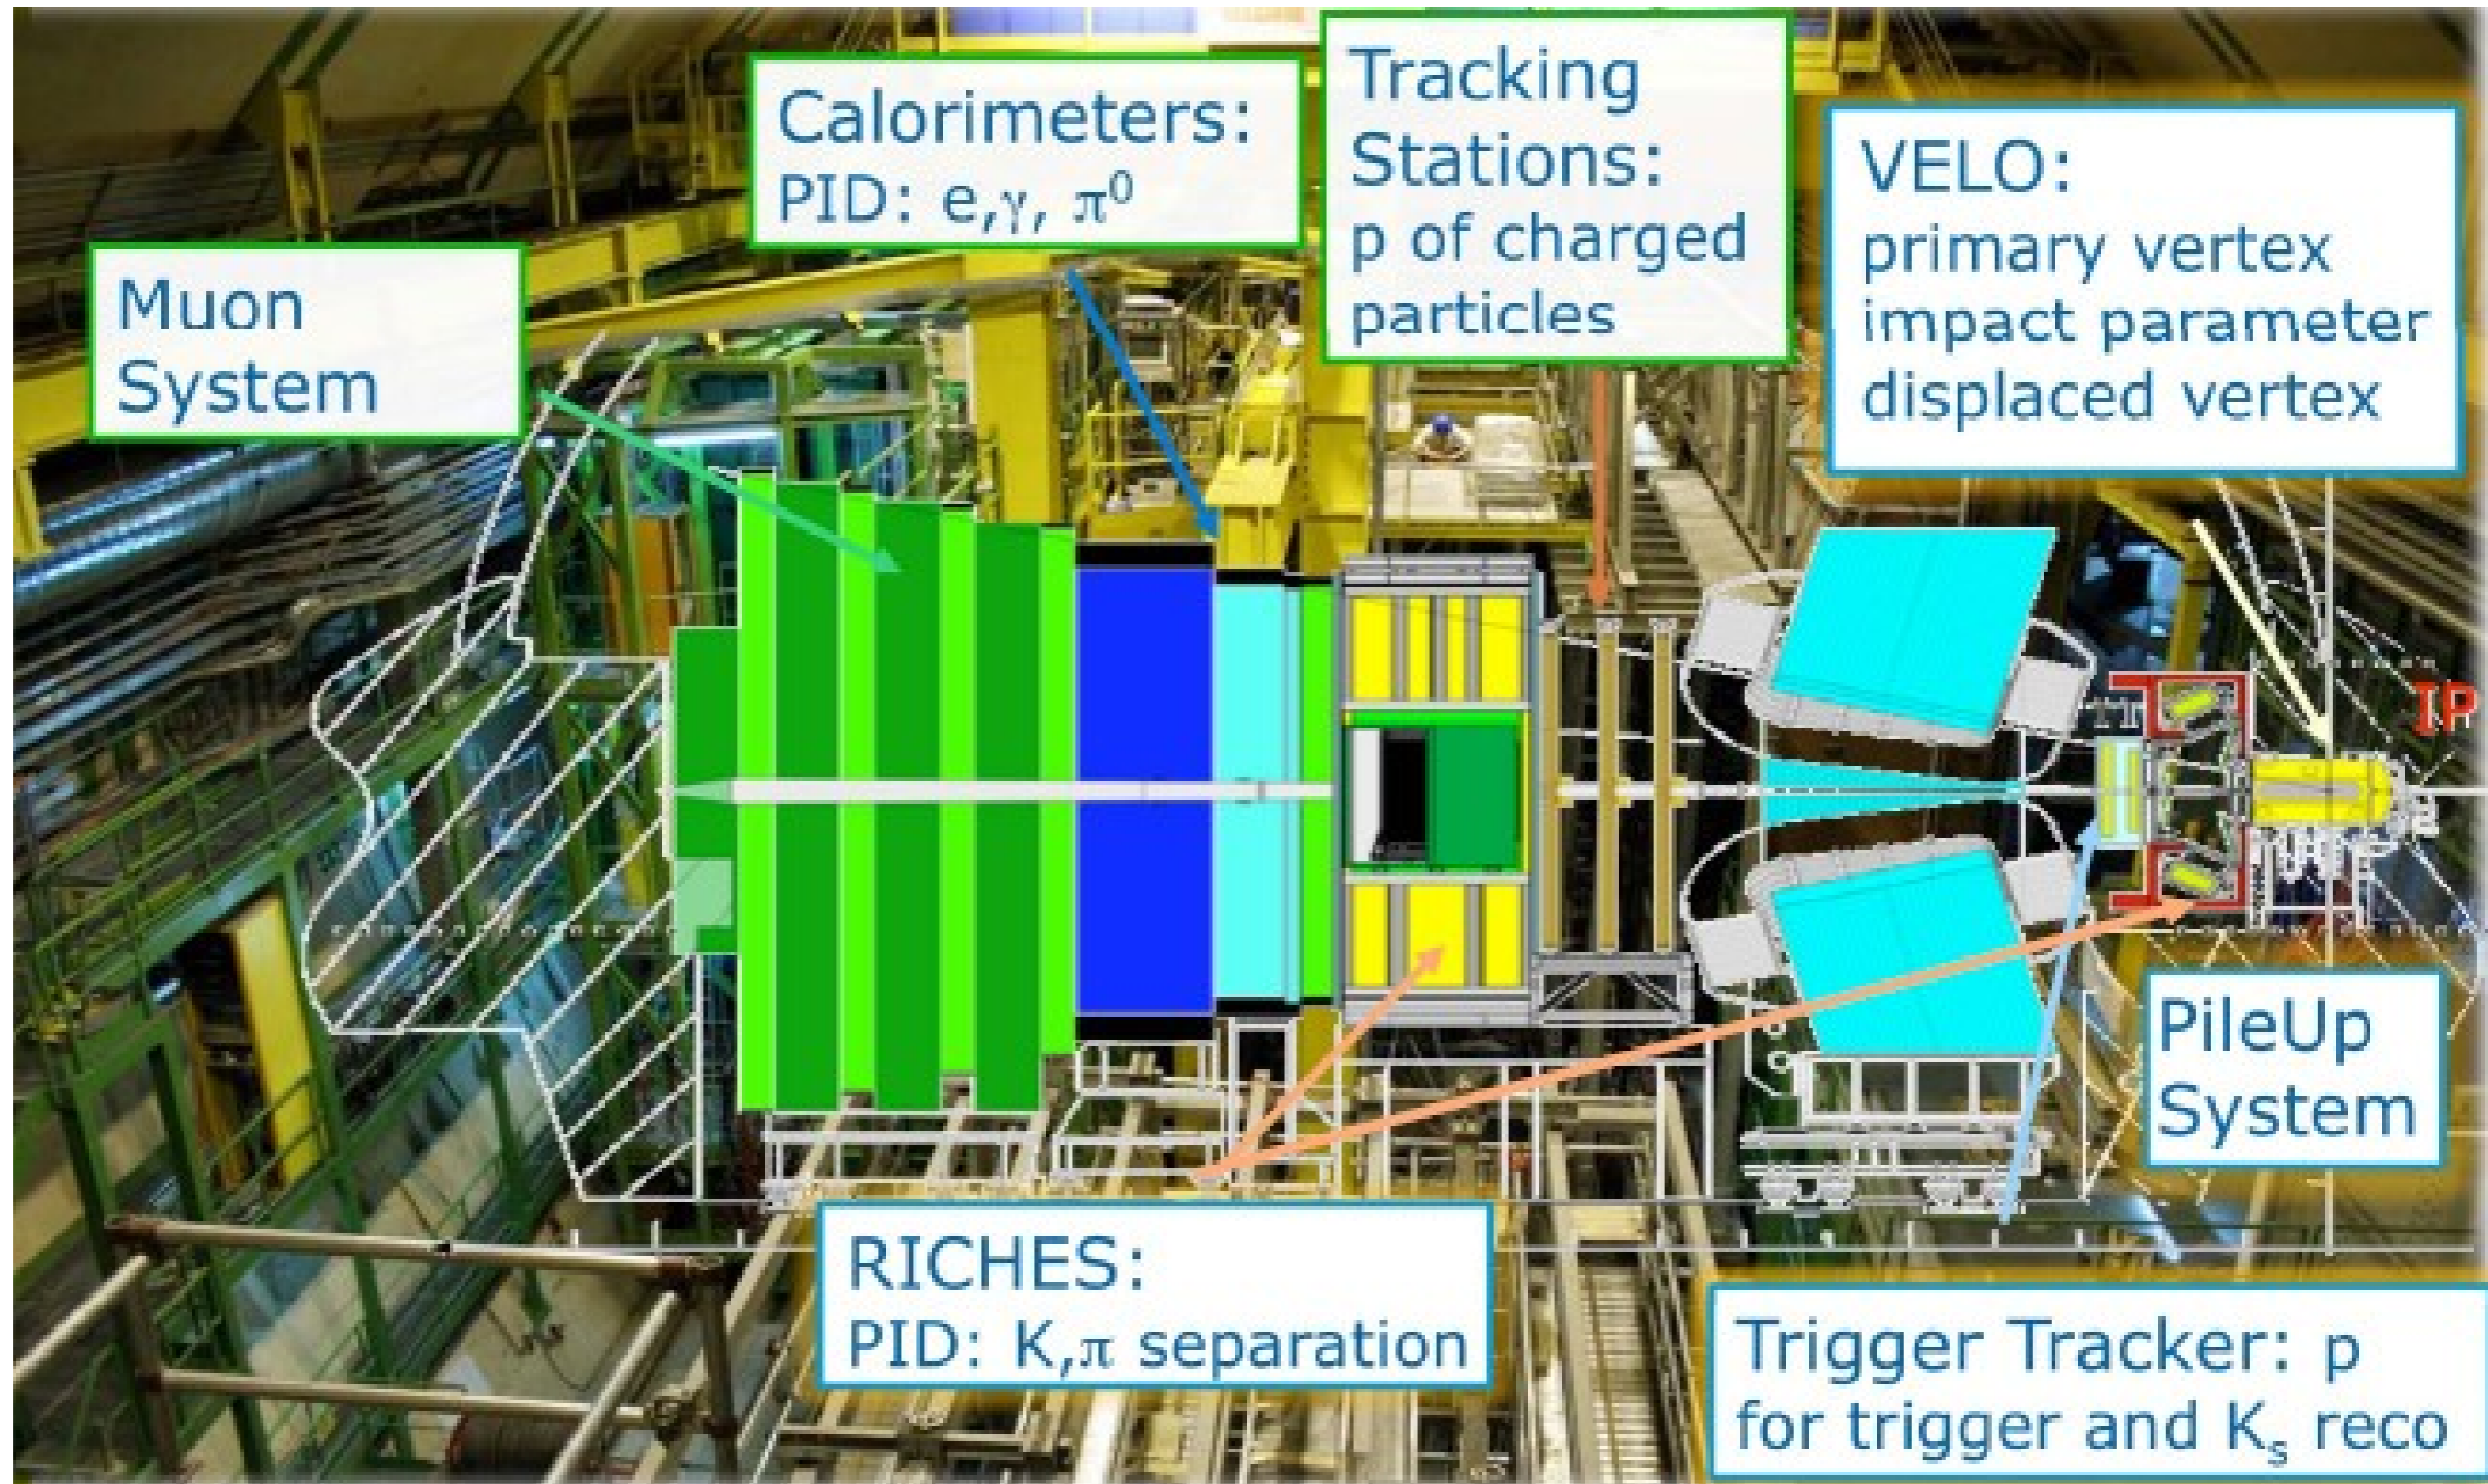 Calorimeters:
PID: e,γ, π⁰
Tracking
Stations:
p of charged
particles
VELO:
primary vertex
impact parameter
displaced vertex
Muon
System
IP
TT
PileUp
System
RICHES:
PID: K,π separation
Trigger Tracker: p
for trigger and Kₛ reco